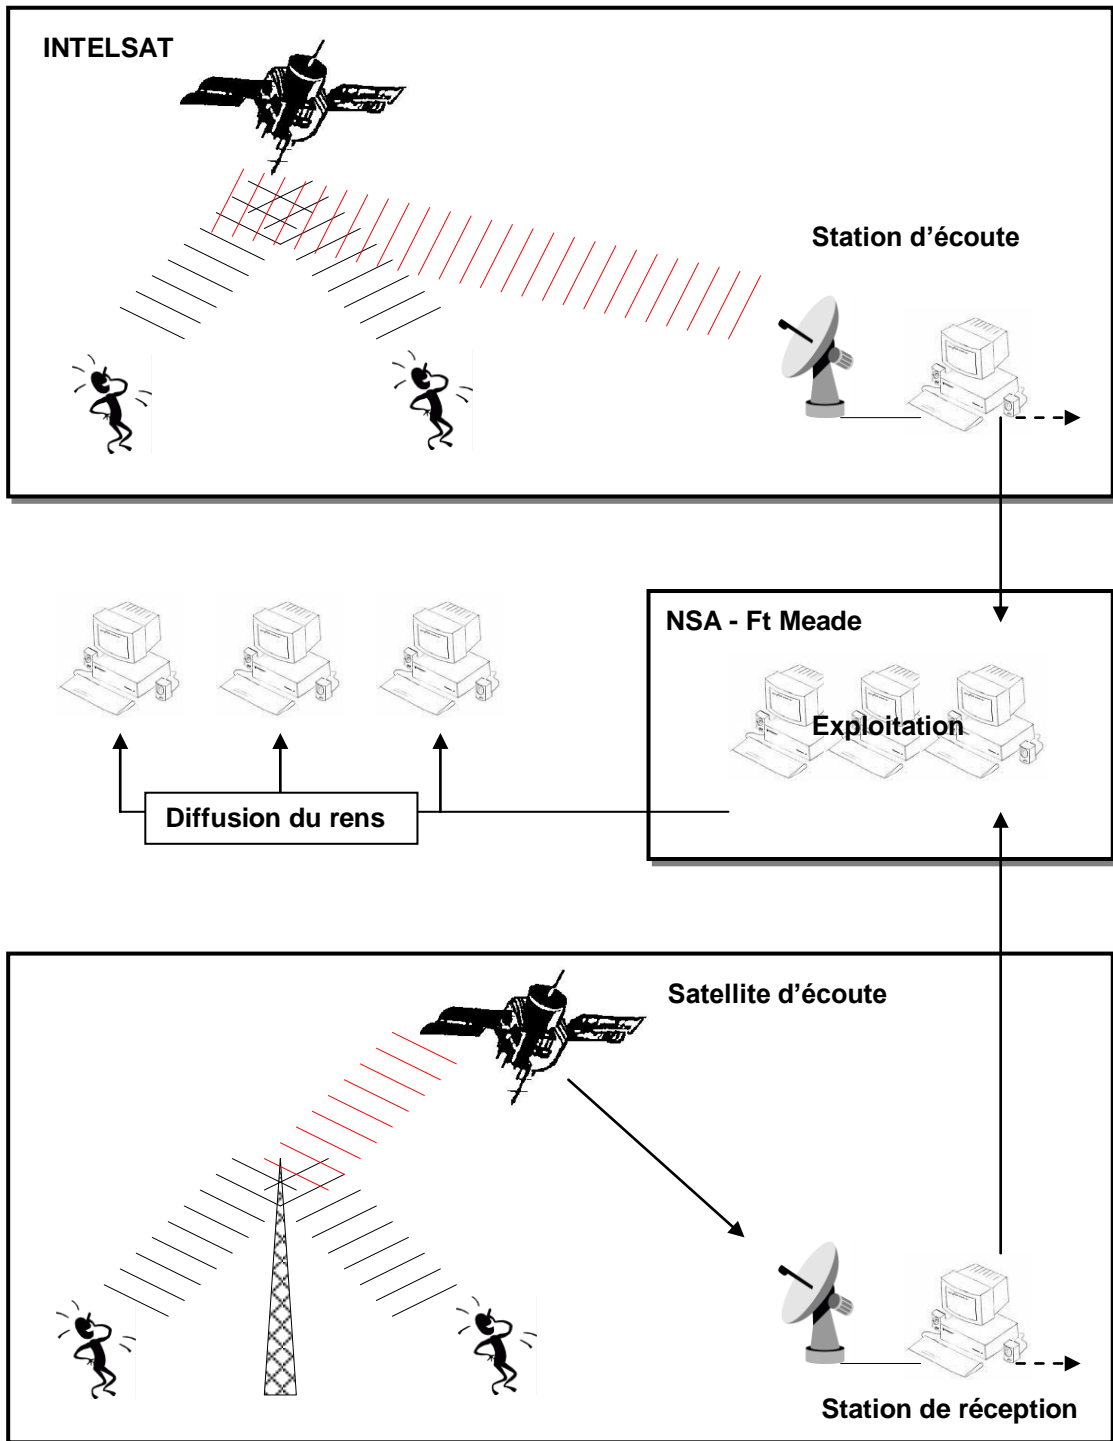 INTELSAT
Station d’écoute
NSA - Ft Meade
Exploitation
Diffusion du rens
Satellite d’écoute
Station de réception